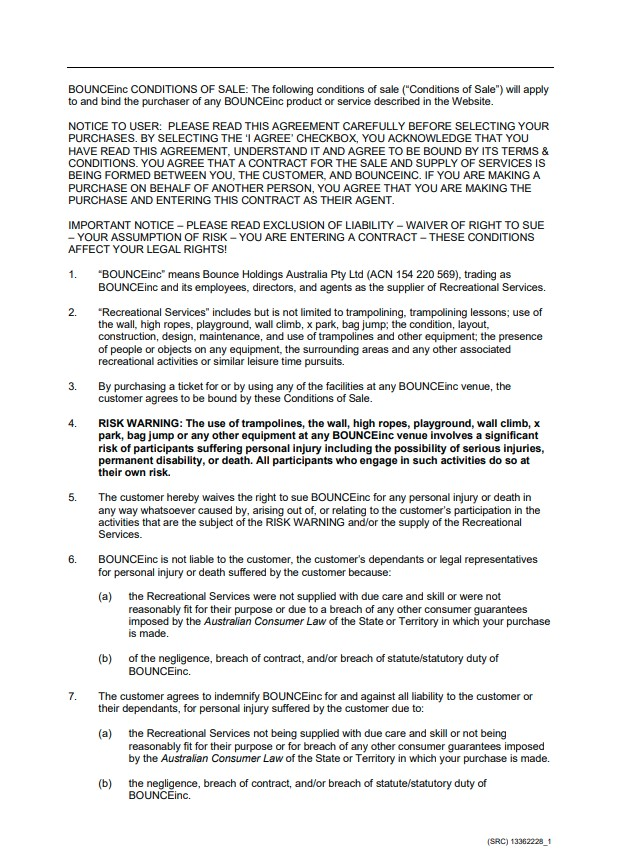 BOUNCEinc CONDITIONS OF SALE: The following conditions of sale (“Conditions of Sale”) will apply
to and bind the purchaser of any BOUNCEinc product or service described in the Website.
NOTICE TO USER:  PLEASE READ THIS AGREEMENT CAREFULLY BEFORE SELECTING YOUR
PURCHASES. BY SELECTING THE ‘I AGREE’ CHECKBOX, YOU ACKNOWLEDGE THAT YOU
HAVE READ THIS AGREEMENT, UNDERSTAND IT AND AGREE TO BE BOUND BY ITS TERMS &
CONDITIONS. YOU AGREE THAT A CONTRACT FOR THE SALE AND SUPPLY OF SERVICES IS
BEING FORMED BETWEEN YOU, THE CUSTOMER, AND BOUNCEINC. IF YOU ARE MAKING A
PURCHASE ON BEHALF OF ANOTHER PERSON, YOU AGREE THAT YOU ARE MAKING THE
PURCHASE AND ENTERING THIS CONTRACT AS THEIR AGENT.
IMPORTANT NOTICE – PLEASE READ EXCLUSION OF LIABILITY – WAIVER OF RIGHT TO SUE
– YOUR ASSUMPTION OF RISK – YOU ARE ENTERING A CONTRACT – THESE CONDITIONS
AFFECT YOUR LEGAL RIGHTS!
1. “BOUNCEinc” means Bounce Holdings Australia Pty Ltd (ACN 154 220 569), trading as
BOUNCEinc and its employees, directors, and agents as the supplier of Recreational Services.
2. “Recreational Services” includes but is not limited to trampolining, trampolining lessons; use of
the wall, high ropes, playground, wall climb, x park, bag jump; the condition, layout,
construction, design, maintenance, and use of trampolines and other equipment; the presence
of people or objects on any equipment, the surrounding areas and any other associated
recreational activities or similar leisure time pursuits.
3. By purchasing a ticket for or by using any of the facilities at any BOUNCEinc venue, the
customer agrees to be bound by these Conditions of Sale.
4. RISK WARNING: The use of trampolines, the wall, high ropes, playground, wall climb, x
park, bag jump or any other equipment at any BOUNCEinc venue involves a significant
risk of participants suffering personal injury including the possibility of serious injuries,
permanent disability, or death. All participants who engage in such activities do so at
their own risk.
5. The customer hereby waives the right to sue BOUNCEinc for any personal injury or death in
any way whatsoever caused by, arising out of, or relating to the customer’s participation in the
activities that are the subject of the RISK WARNING and/or the supply of the Recreational
Services.
6. BOUNCEinc is not liable to the customer, the customer’s dependants or legal representatives
for personal injury or death suffered by the customer because:
(a) the Recreational Services were not supplied with due care and skill or were not
reasonably fit for their purpose or due to a breach of any other consumer guarantees
imposed by the Australian Consumer Law of the State or Territory in which your purchase
is made.
(b) of the negligence, breach of contract, and/or breach of statute/statutory duty of
BOUNCEinc.
7. The customer agrees to indemnify BOUNCEinc for and against all liability to the customer or
their dependants, for personal injury suffered by the customer due to:
(a) the Recreational Services not being supplied with due care and skill or not being
reasonably fit for their purpose or for breach of any other consumer guarantees imposed
by the Australian Consumer Law of the State or Territory in which your purchase is made.
(b) the negligence, breach of contract, and/or breach of statute/statutory duty of
BOUNCEinc.
(SRC) 13362228_1